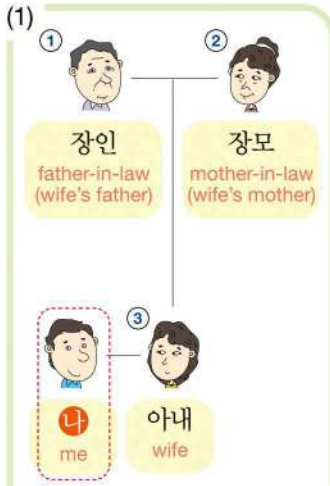 (1)
① ②
장인 장모
father-in-law mother-in-law
(wife's father) (wife's mother)
③
나 아내
me wife